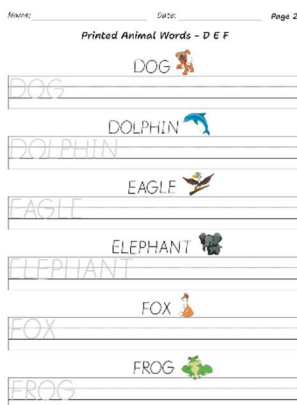 Name: Date: Page 2
Printed Animal Words - D E F
DOG
DOG
DOLPHIN
DOLPHIN
EAGLE
EAGLE
ELEPHANT
ELEPHANT
FOX
FOX
FROG
FROG